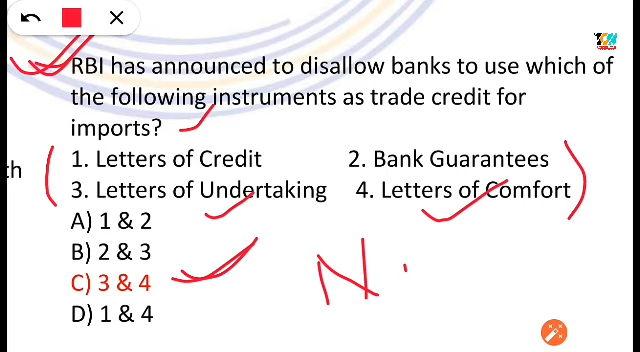 RBI has announced to disallow banks to use which of
the following instruments as trade credit for
imports?
1. Letters of Credit 2. Bank Guarantees
3. Letters of Undertaking 4. Letters of Comfort
A) 1 & 2
B) 2 & 3
C) 3 & 4
D) 1 & 4
N